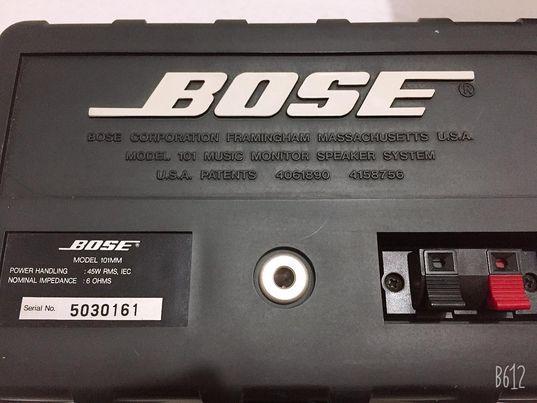 BOSE®
BOSE CORPORATION FRAMINGHAM MASSACHUSETTS U.S.A.
MODEL 101 MUSIC MONITOR SPEAKER SYSTEM
U.S.A. PATENTS 4061890 4158756
BOSE®
MODEL 101MM
POWER HANDLING : 45W RMS, IEC
NOMINAL IMPEDANCE : 6 OHMS
Serial No. 5030161
B612